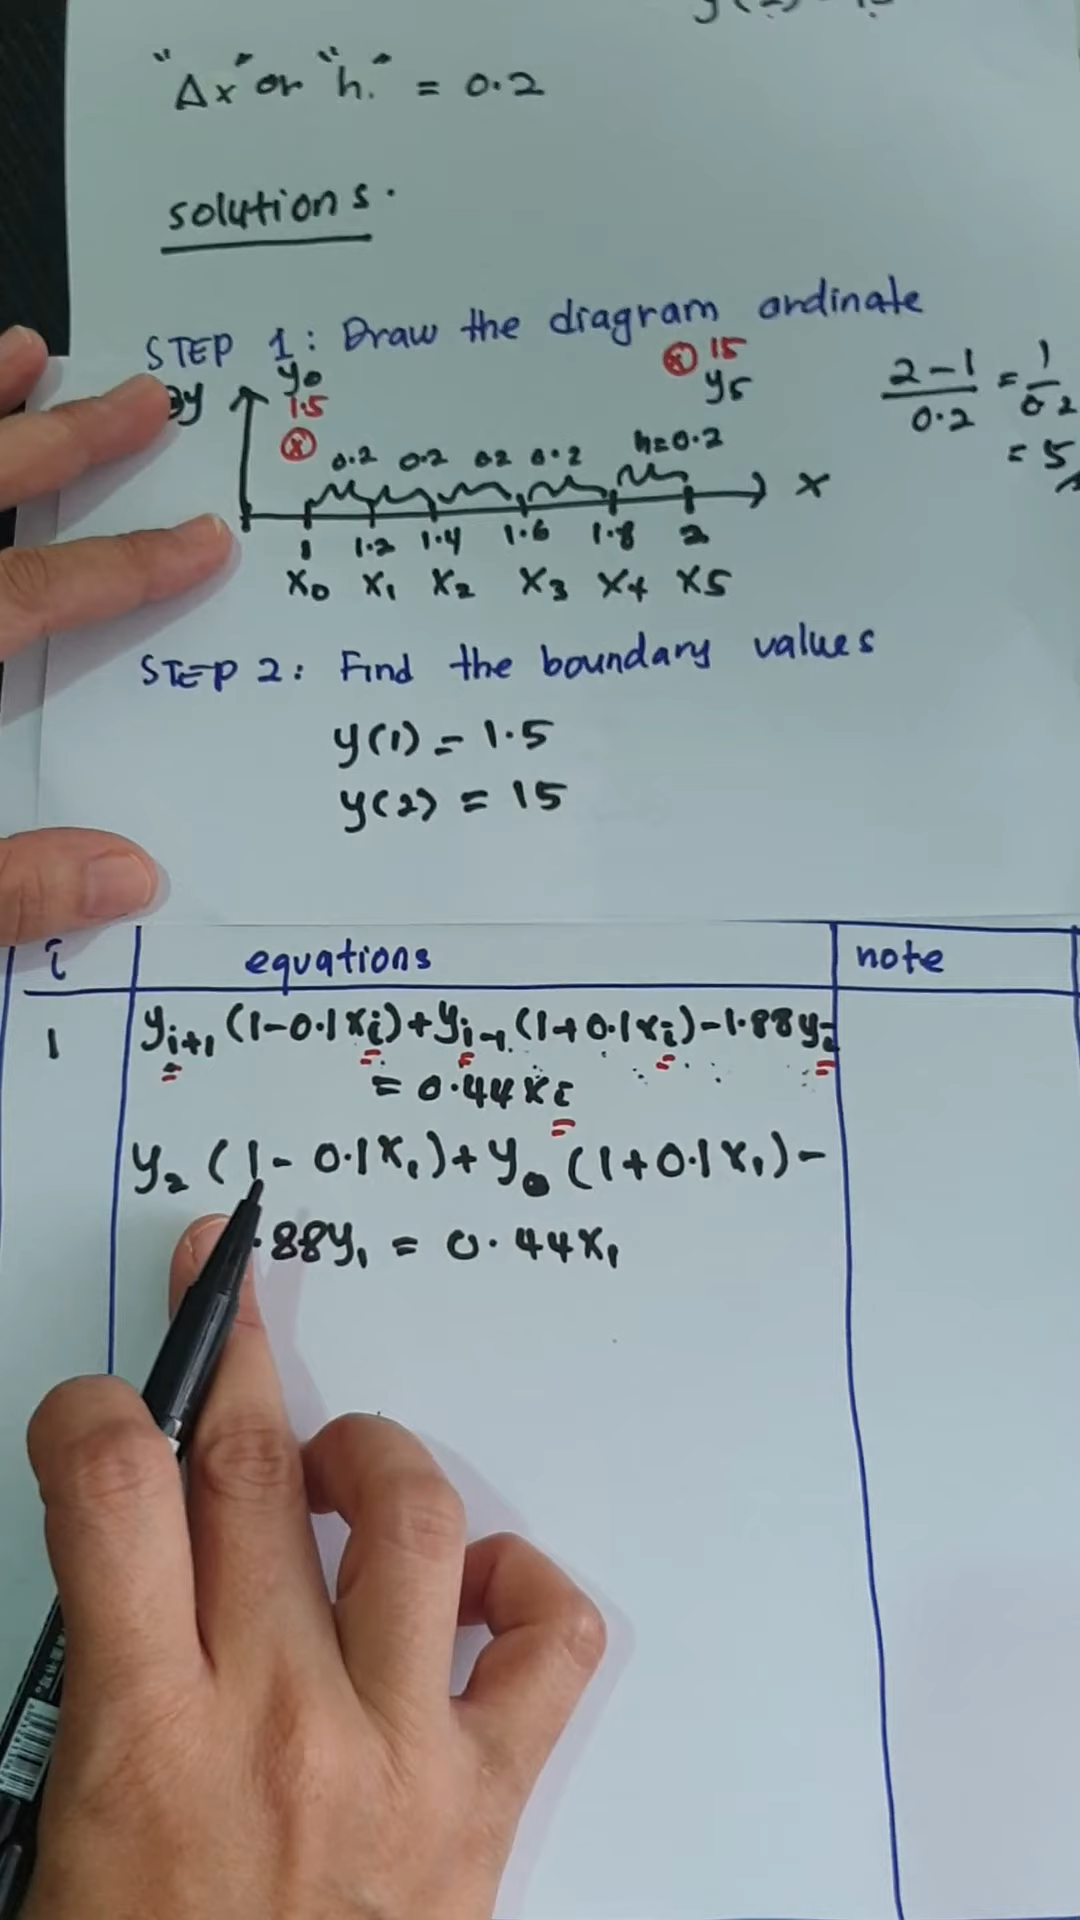 "Δx" or "h." = 0.2
solutions.
STEP 1: Draw the diagram ordinate
y
y0
1.5
x
x 15
y5
0.2 0.2 0.2 0.2 h=0.2
x
1 1.2 1.4 1.6 1.8 2
x0 x1 x2 x3 x4 x5
2-1/0.2 = 1/0.2
= 5
STEP 2: Find the boundary values
y(1) = 1.5
y(2) = 15
i equations note
1 yi+1 (1-0.1xi)+yi-1 (1+0.1xi)-1.88yi
= 0.44xi
y2 (1-0.1x1)+y0 (1+0.1x1)-
.88y1 = 0.44x1